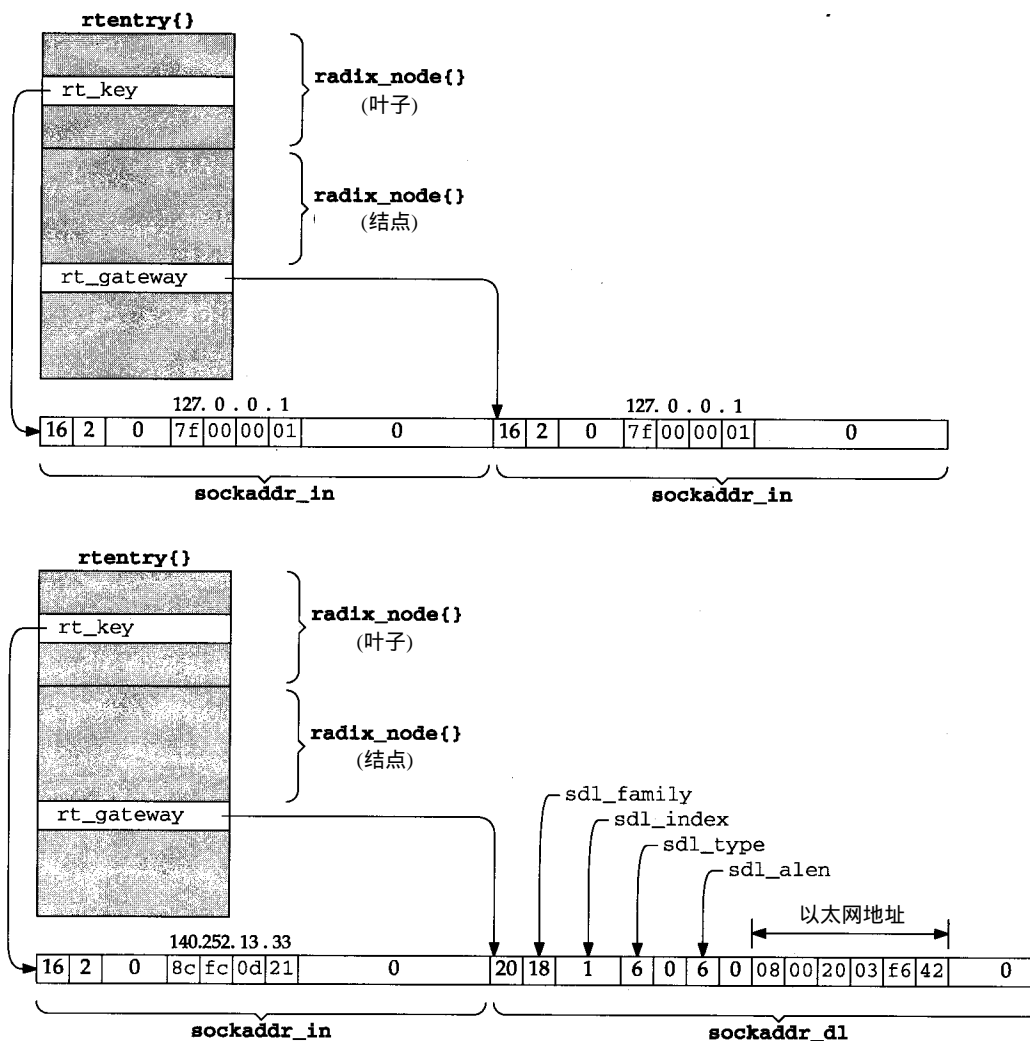 rtentry{}
rt_key
radix_node{}
(叶子)
radix_node{}
(结点)
rt_gateway
127. 0 . 0 . 1
127. 0 . 0 . 1
16 2 0 7f 00 00 01 0 16 2 0 7f 00 00 01 0
sockaddr_in
sockaddr_in
rtentry{}
rt_key
radix_node{}
(叶子)
radix_node{}
(结点)
rt_gateway
sdl_family
sdl_index
sdl_type
sdl_alen
以太网地址
140.252.13.33
16 2 0 8c fc 0d 21 0 20 18 1 6 0 6 0 08 00 20 03 f6 42 0
sockaddr_in
sockaddr_dl